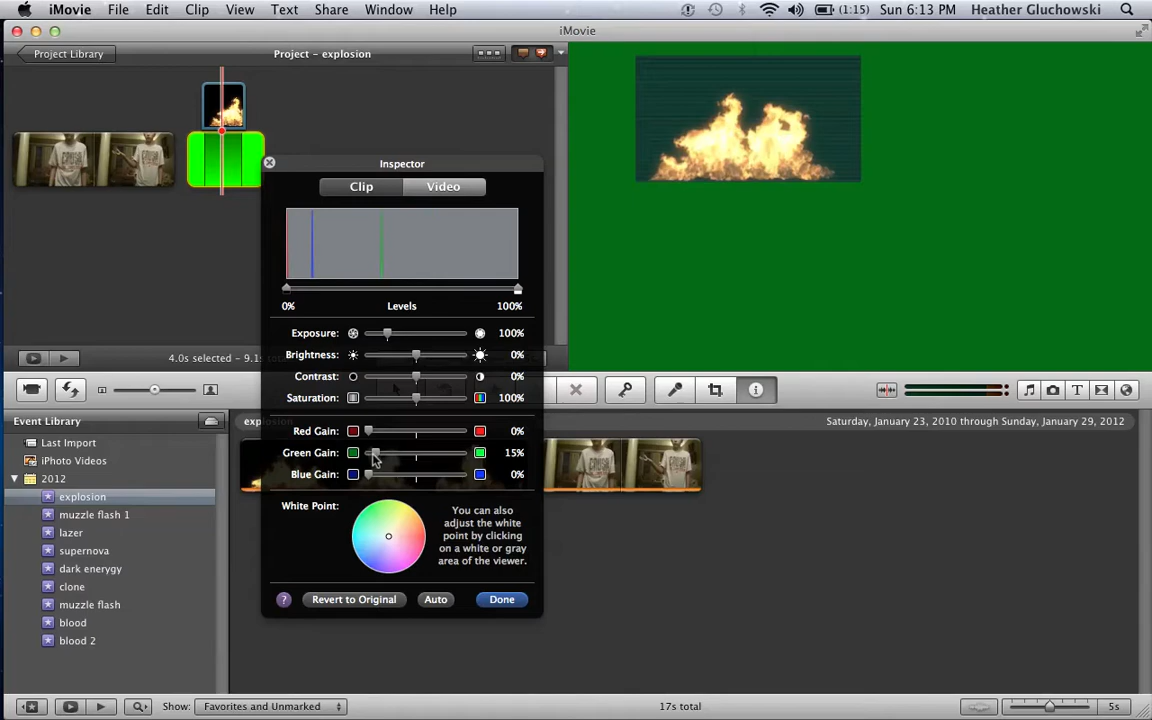 iMovie File Edit Clip View Text Share Window Help (1:15) Sun 6:13 PM Heather Gluchowski
iMovie
Project Library Project – explosion
Inspector
Clip Video
0% Levels 100%
Exposure: 100%
Brightness: 0%
Contrast: 0%
Saturation: 100%
Red Gain: 0%
Green Gain: 15%
Blue Gain: 0%
White Point:
You can also
adjust the white
point by clicking
on a white or gray
area of the viewer.
? Revert to Original Auto Done
4.0s selected – 9.1s
Event Library
Last Import
iPhoto Videos
2012
explosion
muzzle flash 1
lazer
supernova
dark enerygy
clone
muzzle flash
blood
blood 2
explosion Saturday, January 23, 2010 through Sunday, January 29, 2012
Show: Favorites and Unmarked 17s total 5s